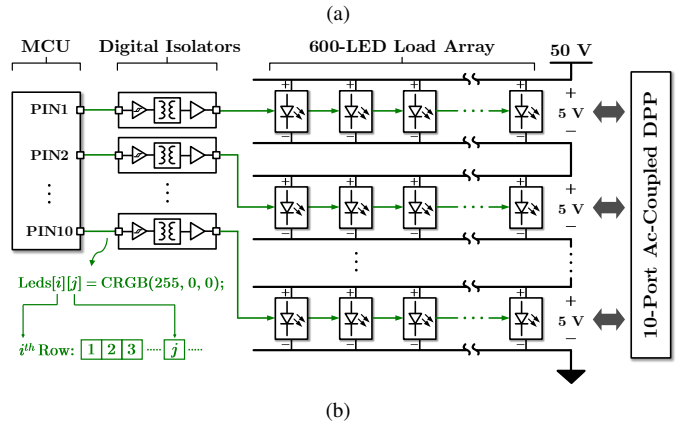 (a)
MCU Digital Isolators 600-LED Load Array 50 V
PIN1
+ + + + +
5 V
− − − − −
PIN2
+ + + + +
5 V
− − − − −
PIN10
+ + + + +
5 V
− − − − −
10-Port Ac-Coupled DPP
Leds[i][j] = CRGB(255, 0, 0);
ith Row: 1 2 3 ····· j ·····
(b)